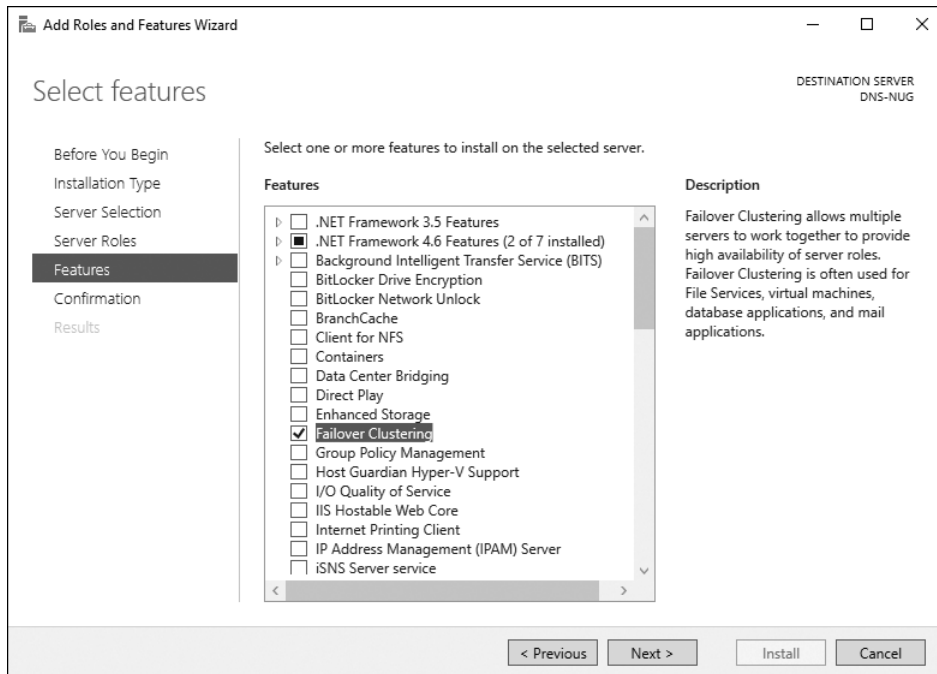 Add Roles and Features Wizard
Select features
DESTINATION SERVER
DNS-NUG
Before You Begin
Installation Type
Server Selection
Server Roles
Features
Confirmation
Results
Select one or more features to install on the selected server.
Features
.NET Framework 3.5 Features
.NET Framework 4.6 Features (2 of 7 installed)
Background Intelligent Transfer Service (BITS)
BitLocker Drive Encryption
BitLocker Network Unlock
BranchCache
Client for NFS
Containers
Data Center Bridging
Direct Play
Enhanced Storage
Failover Clustering
Group Policy Management
Host Guardian Hyper-V Support
I/O Quality of Service
IIS Hostable Web Core
Internet Printing Client
IP Address Management (IPAM) Server
iSNS Server service
Description
Failover Clustering allows multiple
servers to work together to provide
high availability of server roles.
Failover Clustering is often used for
File Services, virtual machines,
database applications, and mail
applications.
< Previous
Next >
Install
Cancel